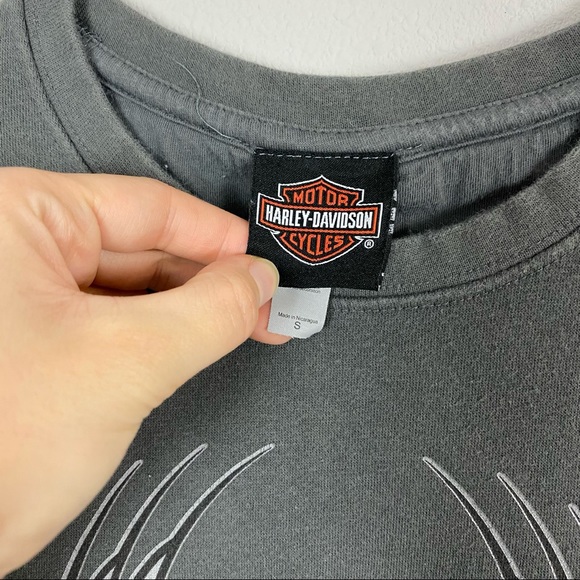 MOTOR
HARLEY-DAVIDSON
CYCLES
®
Made in Nicaragua
S